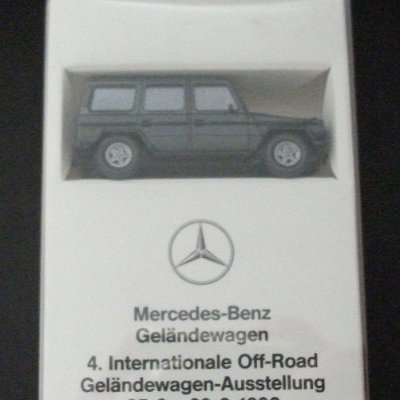 Mercedes-Benz
Geländewagen
4. Internationale Off-Road
Geländewagen-Ausstellung